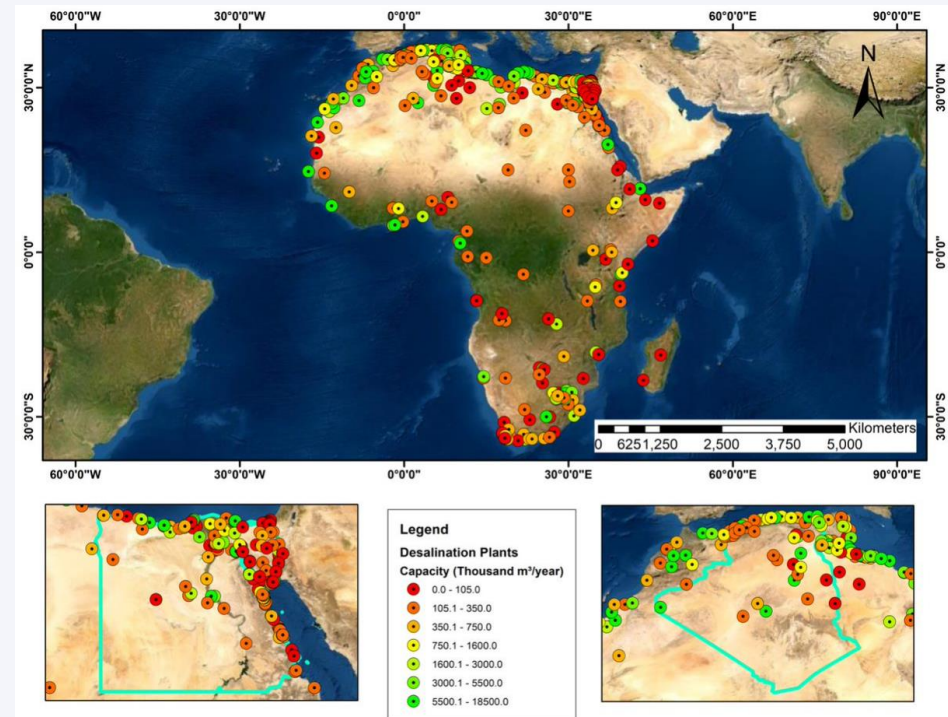 60°0'0"W 30°0'0"W 0°0'0" 30°0'0"E 60°0'0"E 90°0'0"E
N
30°0'0"N 30°0'0"N
0°0'0" 0°0'0"
30°0'0"S 30°0'0"S
Kilometers
0 625 1,250 2,500 3,750 5,000
60°0'0"W 30°0'0"W 0°0'0" 30°0'0"E 60°0'0"E 90°0'0"E
Legend
Desalination Plants
Capacity (Thousand m³/year)
0.0 - 105.0
105.1 - 350.0
350.1 - 750.0
750.1 - 1600.0
1600.1 - 3000.0
3000.1 - 5500.0
5500.1 - 18500.0